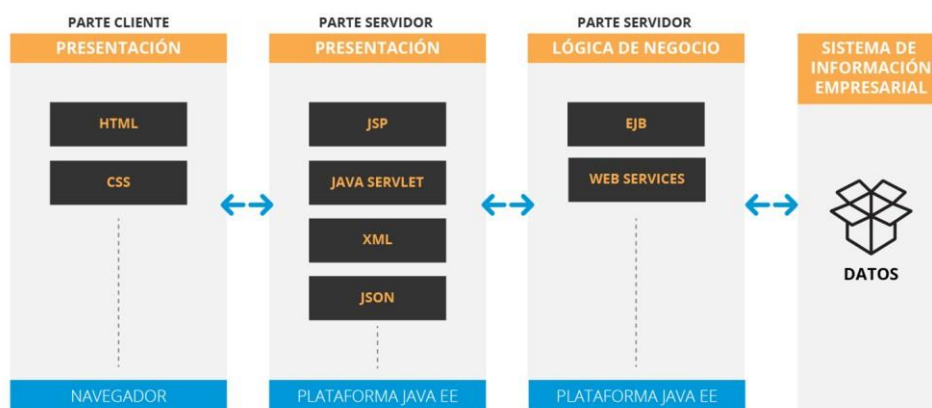 PARTE CLIENTE
PRESENTACIÓN
HTML
CSS
NAVEGADOR
PARTE SERVIDOR
PRESENTACIÓN
JSP
JAVA SERVLET
XML
JSON
PLATAFORMA JAVA EE
PARTE SERVIDOR
LÓGICA DE NEGOCIO
EJB
WEB SERVICES
PLATAFORMA JAVA EE
SISTEMA DE
INFORMACIÓN
EMPRESARIAL
DATOS